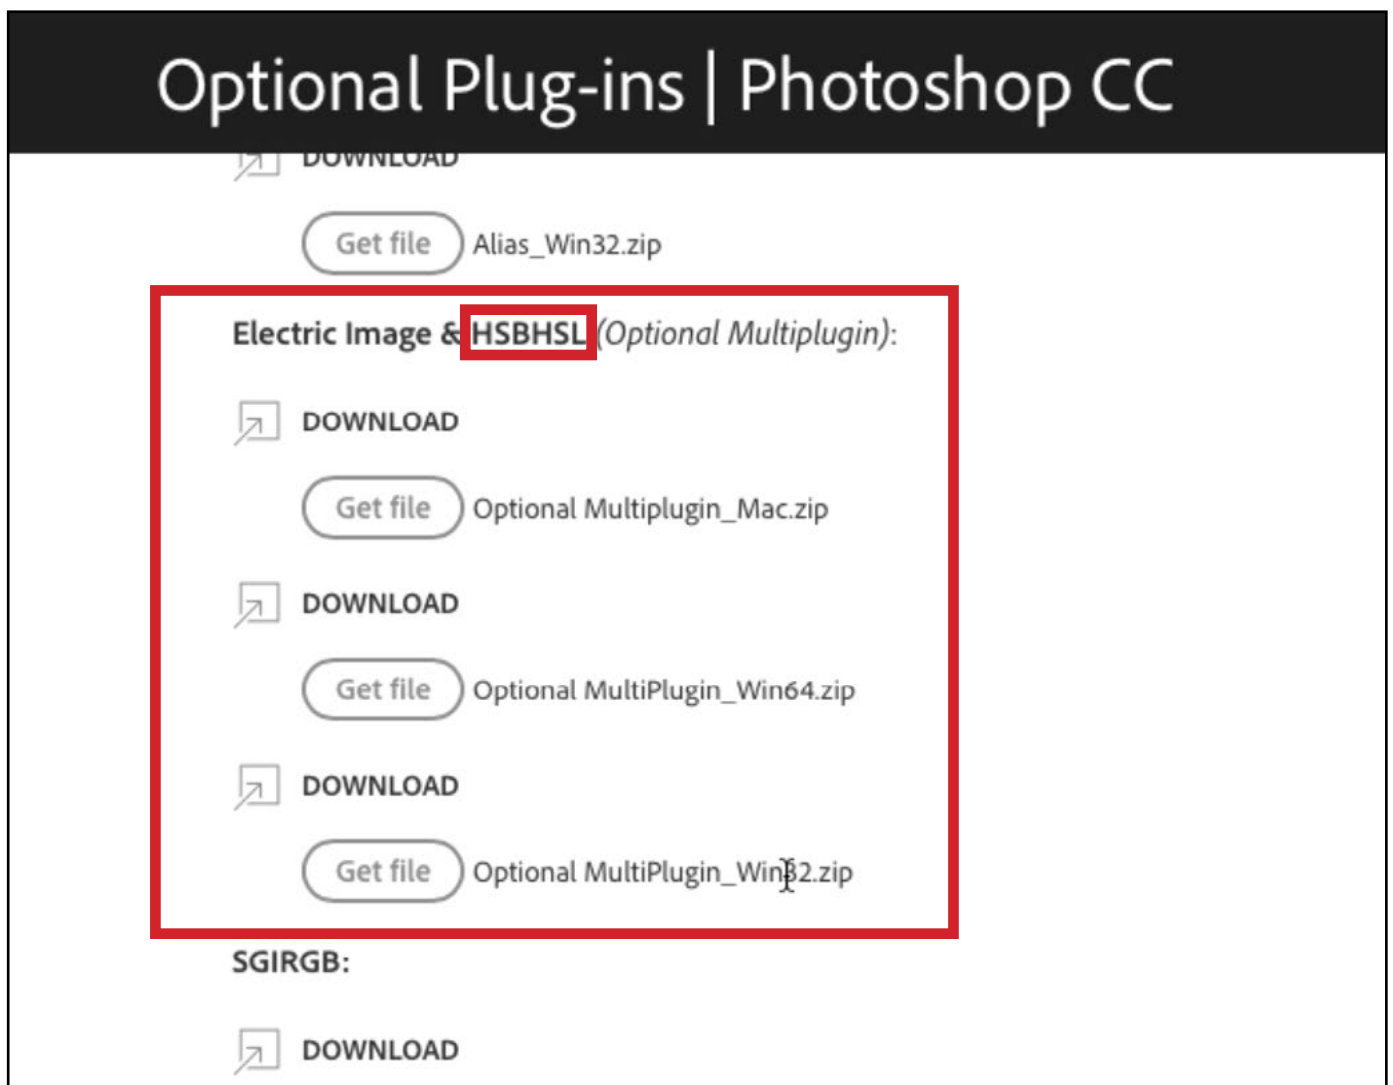 Optional Plug-ins | Photoshop CC
DOWNLOAD
Get file Alias_Win32.zip
Electric Image & HSBHSL (Optional Multiplugin):
DOWNLOAD
Get file Optional Multiplugin_Mac.zip
DOWNLOAD
Get file Optional MultiPlugin_Win64.zip
DOWNLOAD
Get file Optional MultiPlugin_Win32.zip
SGIRGB:
DOWNLOAD